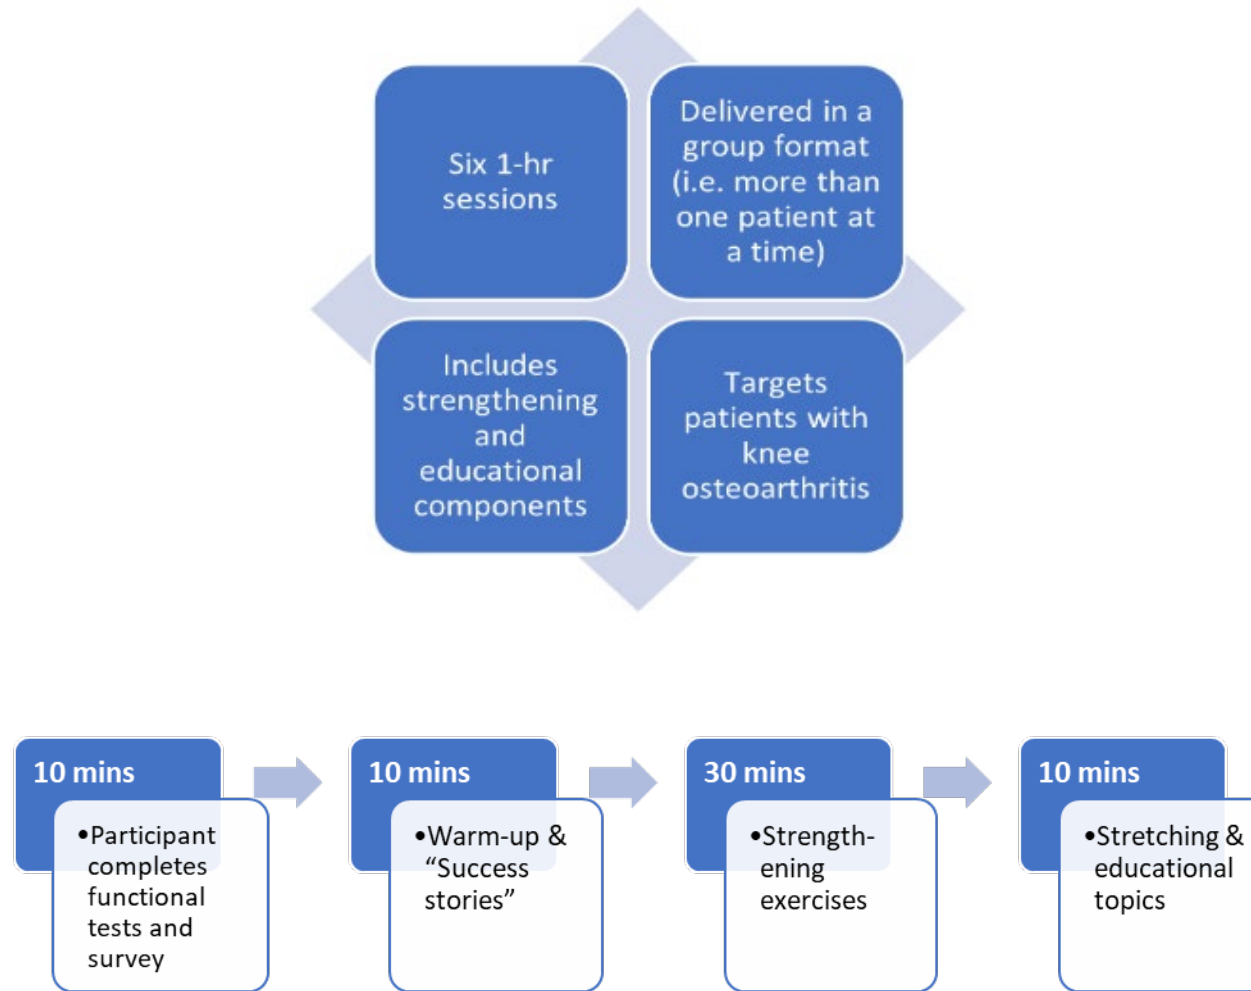 Six 1-hr
sessions
Delivered in a
group format
(i.e. more than
one patient at
a time)
Includes
strengthening
and
educational
components
Targets
patients with
knee
osteoarthritis
10 mins
•Participant
completes
functional
tests and
survey
10 mins
•Warm-up &
“Success
stories”
30 mins
•Strength-
ening
exercises
10 mins
•Stretching &
educational
topics